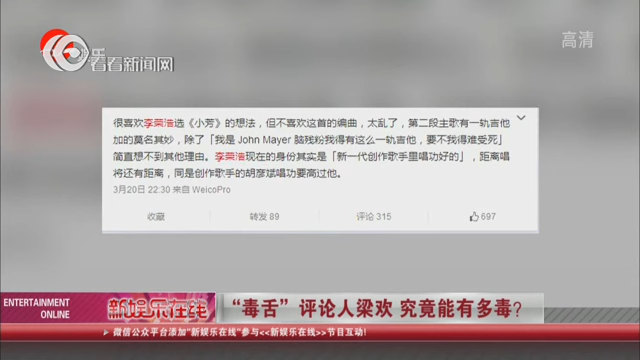 高清
看看新闻网
很喜欢李荣浩选《小芳》的想法，但不喜欢这首的编曲，太乱了，第二段主歌有一轨吉他
加的莫名其妙，除了「我是 John Mayer 脑残粉我得有这么一轨吉他，要不我得难受死」
简直想不到其他理由。李荣浩现在的身份其实是「新一代创作歌手里唱功好的」，距离唱
将还有距离，同是创作歌手的胡彦斌唱功要高过他。
3月20日 22:30 来自 WeicoPro
收藏 转发 89 评论 315 697
ENTERTAINMENT
ONLINE
新娱乐在线
“毒舌”评论人梁欢 究竟能有多毒?
微信公众平台添加"新娱乐在线"参与<<新娱乐在线>>节目互动!